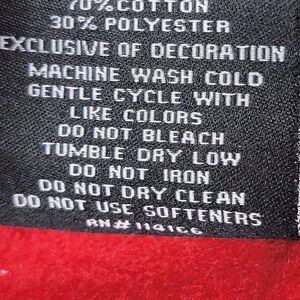 70% COTTON
30% POLYESTER
EXCLUSIVE OF DECORATION
MACHINE WASH COLD
GENTLE CYCLE WITH
LIKE COLORS
DO NOT BLEACH
TUMBLE DRY LOW
DO NOT IRON
DO NOT DRY CLEAN
DO NOT USE SOFTENERS
RN# 114166